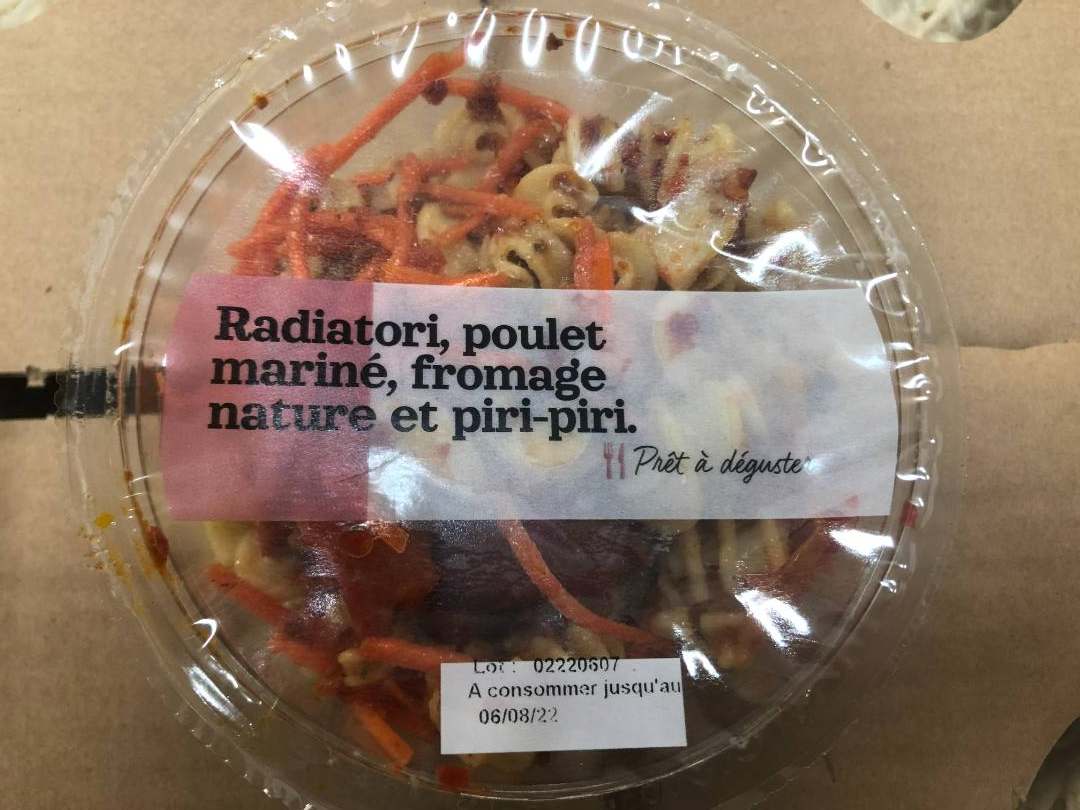 Radiatori, poulet
mariné, fromage
nature et piri-piri.
Prêt à déguster
Lot : 02220607
A consommer jusqu'au
06/08/22